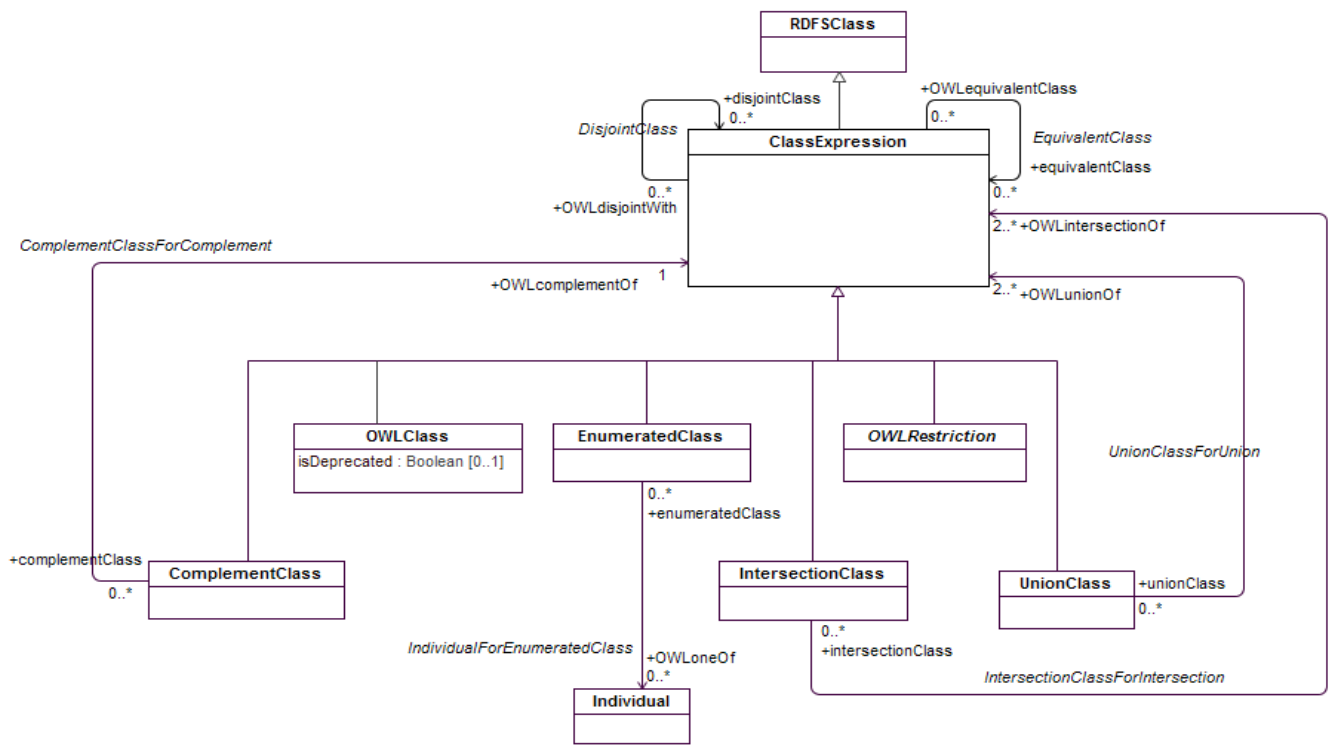 RDFSClass
+disjointClass
+OWLequivalentClass
0..*
0..*
DisjointClass
EquivalentClass
ClassExpression
+equivalentClass
0..*
0..*
+OWLdisjointWith
2..* +OWLintersectionOf
ComplementClassForComplement
1
+OWLcomplementOf
2..* +OWLunionOf
OWLClass
EnumeratedClass
OWLRestriction
isDeprecated : Boolean [0..1]
UnionClassForUnion
0..*
+enumeratedClass
+complementClass
ComplementClass
IntersectionClass
UnionClass
+unionClass
0..*
0..*
0..*
+intersectionClass
IndividualForEnumeratedClass
+OWLoneOf
0..*
IntersectionClassForIntersection
Individual